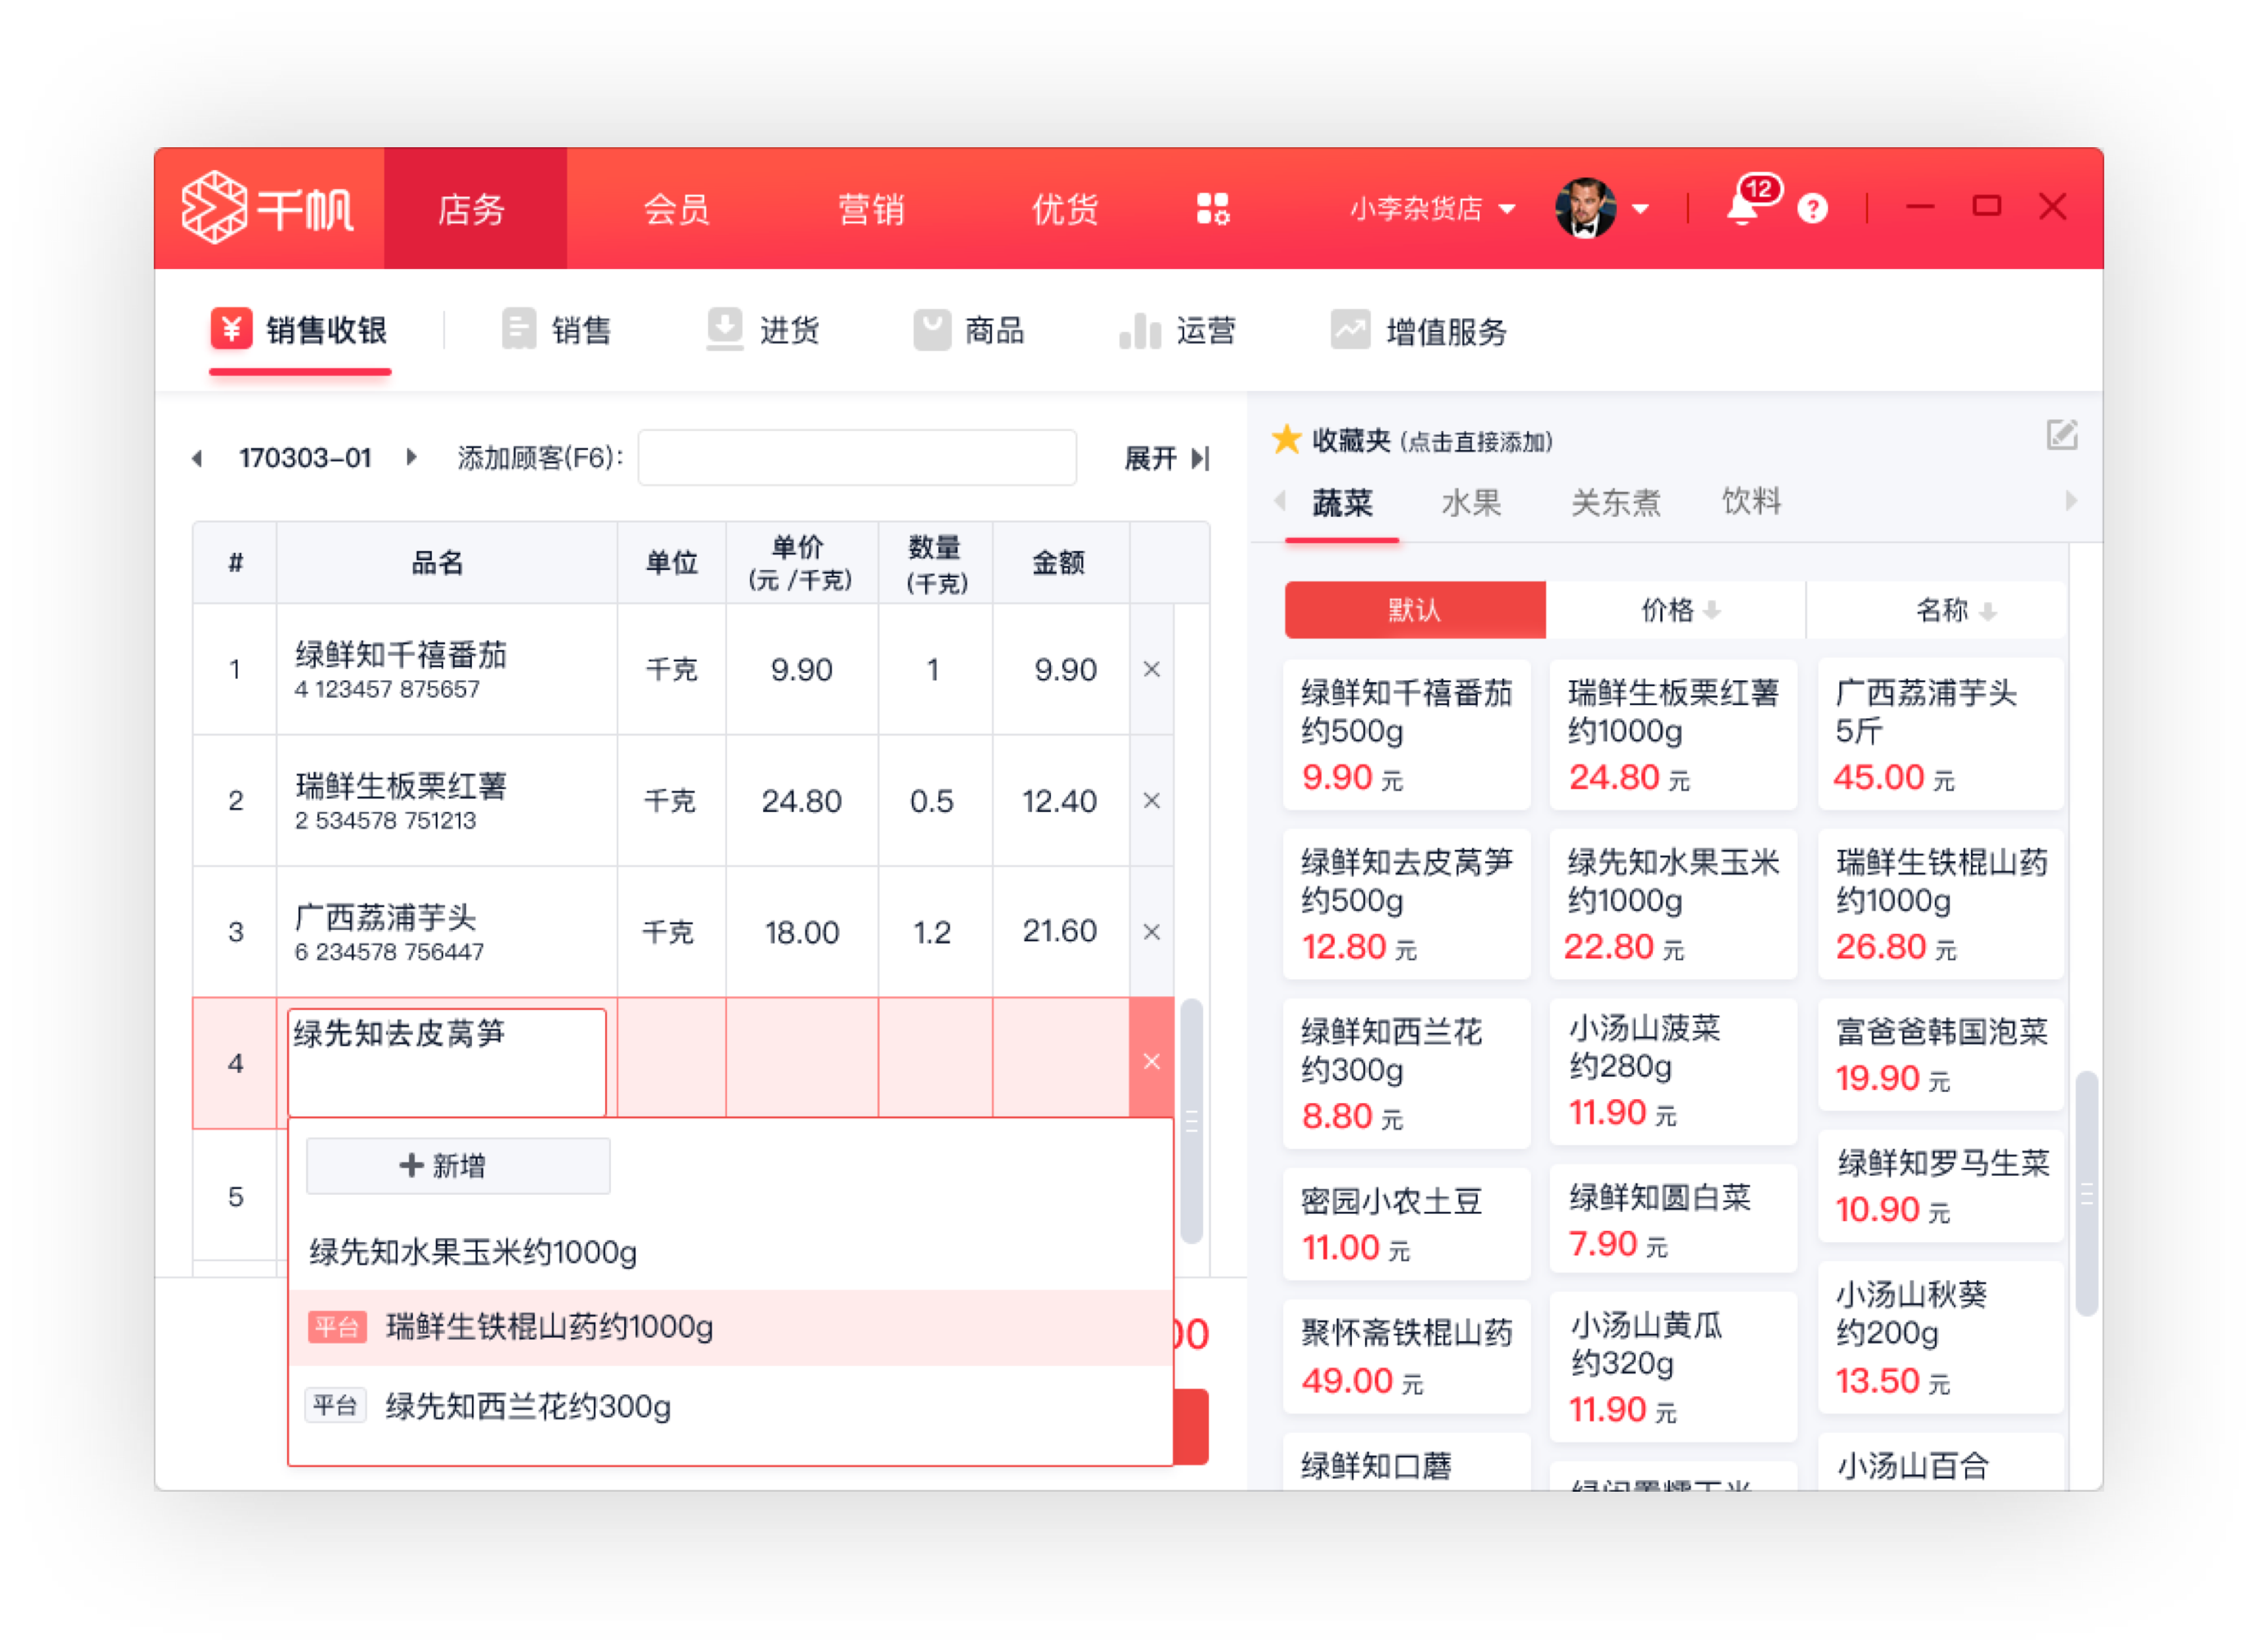 千帆
店务
会员
营销
优货
小李杂货店
12
?
¥ 销售收银
销售
进货
商品
运营
增值服务
170303-01
添加顾客(F6):
展开
# 品名 单位 单价 (元 /千克) 数量 (千克) 金额
1 绿鲜知千禧番茄 千克 9.90 1 9.90 ×
4 123457 875657
2 瑞鲜生板栗红薯 千克 24.80 0.5 12.40 ×
2 534578 751213
3 广西荔浦芋头 千克 18.00 1.2 21.60 ×
6 234578 756447
4 绿先知去皮莴笋 ×
5
+ 新增
绿先知水果玉米约1000g
平台 瑞鲜生铁棍山药约1000g
平台 绿先知西兰花约300g
00
收藏夹 (点击直接添加)
蔬菜
水果
关东煮
饮料
默认
价格
名称
绿鲜知千禧番茄
约500g
9.90 元
瑞鲜生板栗红薯
约1000g
24.80 元
广西荔浦芋头
5斤
45.00 元
绿鲜知去皮莴笋
约500g
12.80 元
绿先知水果玉米
约1000g
22.80 元
瑞鲜生铁棍山药
约1000g
26.80 元
绿鲜知西兰花
约300g
8.80 元
小汤山菠菜
约280g
11.90 元
富爸爸韩国泡菜
19.90 元
密园小农土豆
11.00 元
绿鲜知圆白菜
7.90 元
绿鲜知罗马生菜
10.90 元
聚怀斋铁棍山药
49.00 元
小汤山黄瓜
约320g
11.90 元
小汤山秋葵
约200g
13.50 元
绿鲜知口蘑
小汤山百合